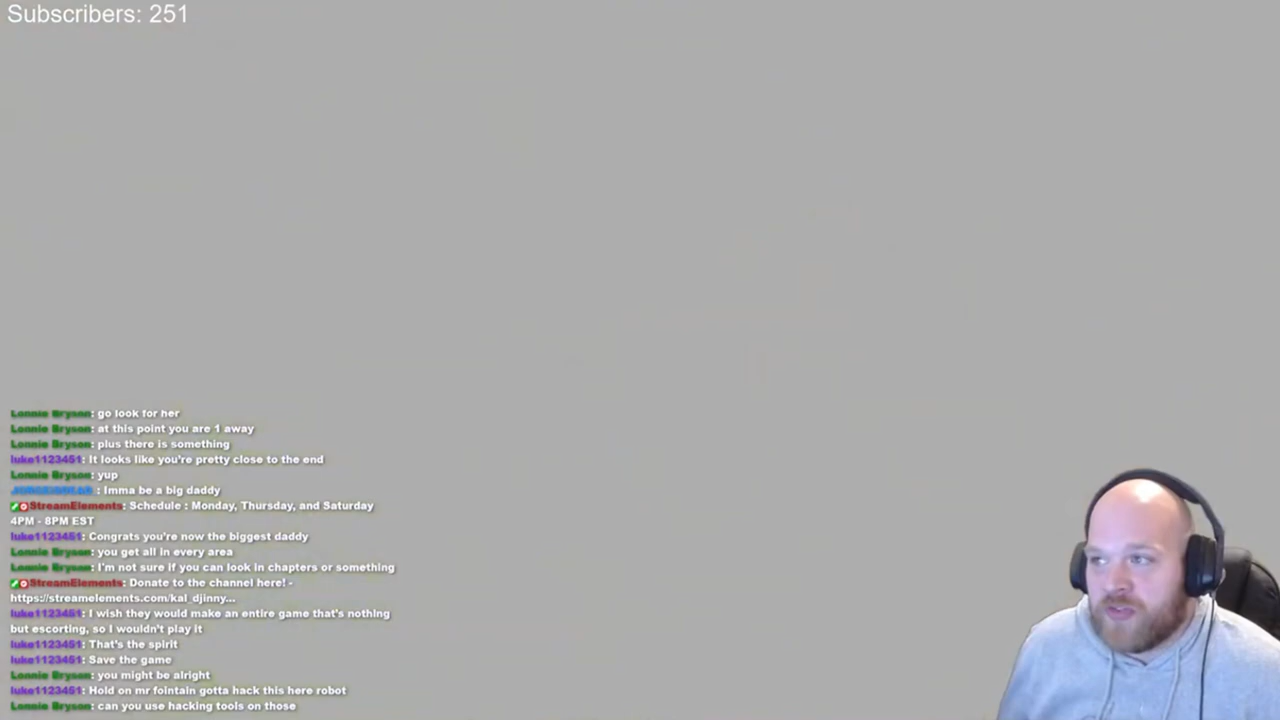 Subscribers: 251
Lonnie Bryson: go look for her
Lonnie Bryson: at this point you are 1 away
Lonnie Bryson: plus there is something
luke1123451: It looks like you're pretty close to the end
Lonnie Bryson: yup
: Imma be a big daddy
StreamElements: Schedule : Monday, Thursday, and Saturday
4PM - 8PM EST
luke1123451: Congrats you're now the biggest daddy
Lonnie Bryson: you get all in every area
Lonnie Bryson: I'm not sure if you can look in chapters or something
StreamElements: Donate to the channel here! -
https://streamelements.com/kal_djinny...
luke1123451: I wish they would make an entire game that's nothing
but escorting, so I wouldn't play it
luke1123451: That's the spirit
luke1123451: Save the game
Lonnie Bryson: you might be alright
luke1123451: Hold on mr fointain gotta hack this here robot
Lonnie Bryson: can you use hacking tools on those